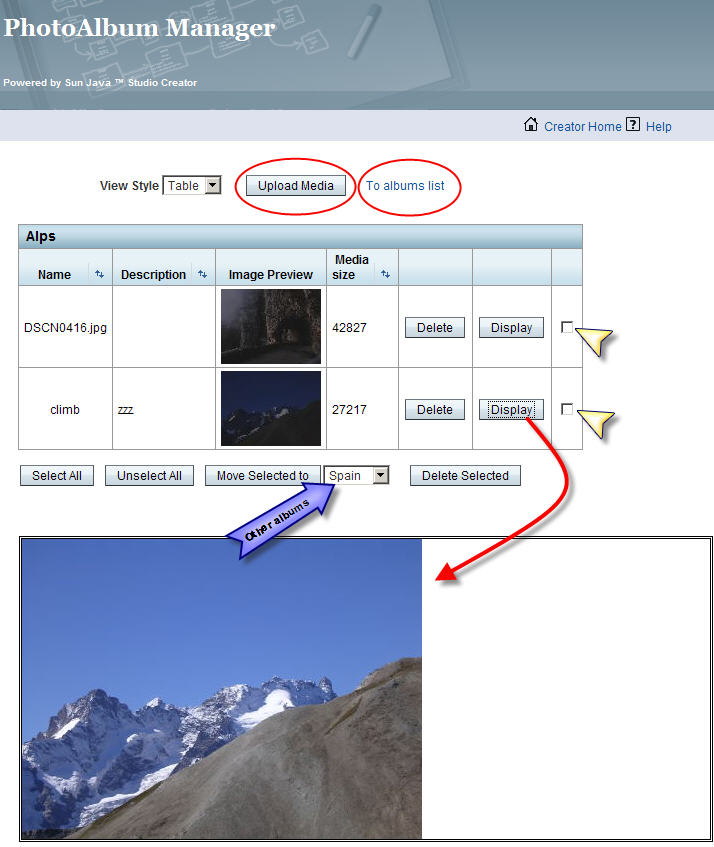 PhotoAlbum Manager
Powered by Sun Java ™ Studio Creator
Creator Home ? Help
View Style Table Upload Media To albums list
Alps
Name Description Image Preview Media size
DSCN0416.jpg 42827 Delete Display
climb zzz 27217 Delete Display
Select All Unselect All Move Selected to Spain Delete Selected
Other albums